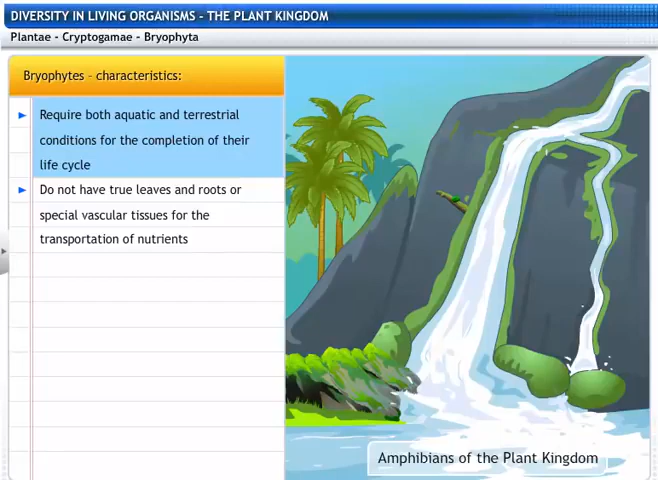 DIVERSITY IN LIVING ORGANISMS - THE PLANT KINGDOM
Plantae - Cryptogamae - Bryophyta
Bryophytes - characteristics:
Require both aquatic and terrestrial
conditions for the completion of their
life cycle
Do not have true leaves and roots or
special vascular tissues for the
transportation of nutrients
Amphibians of the Plant Kingdom